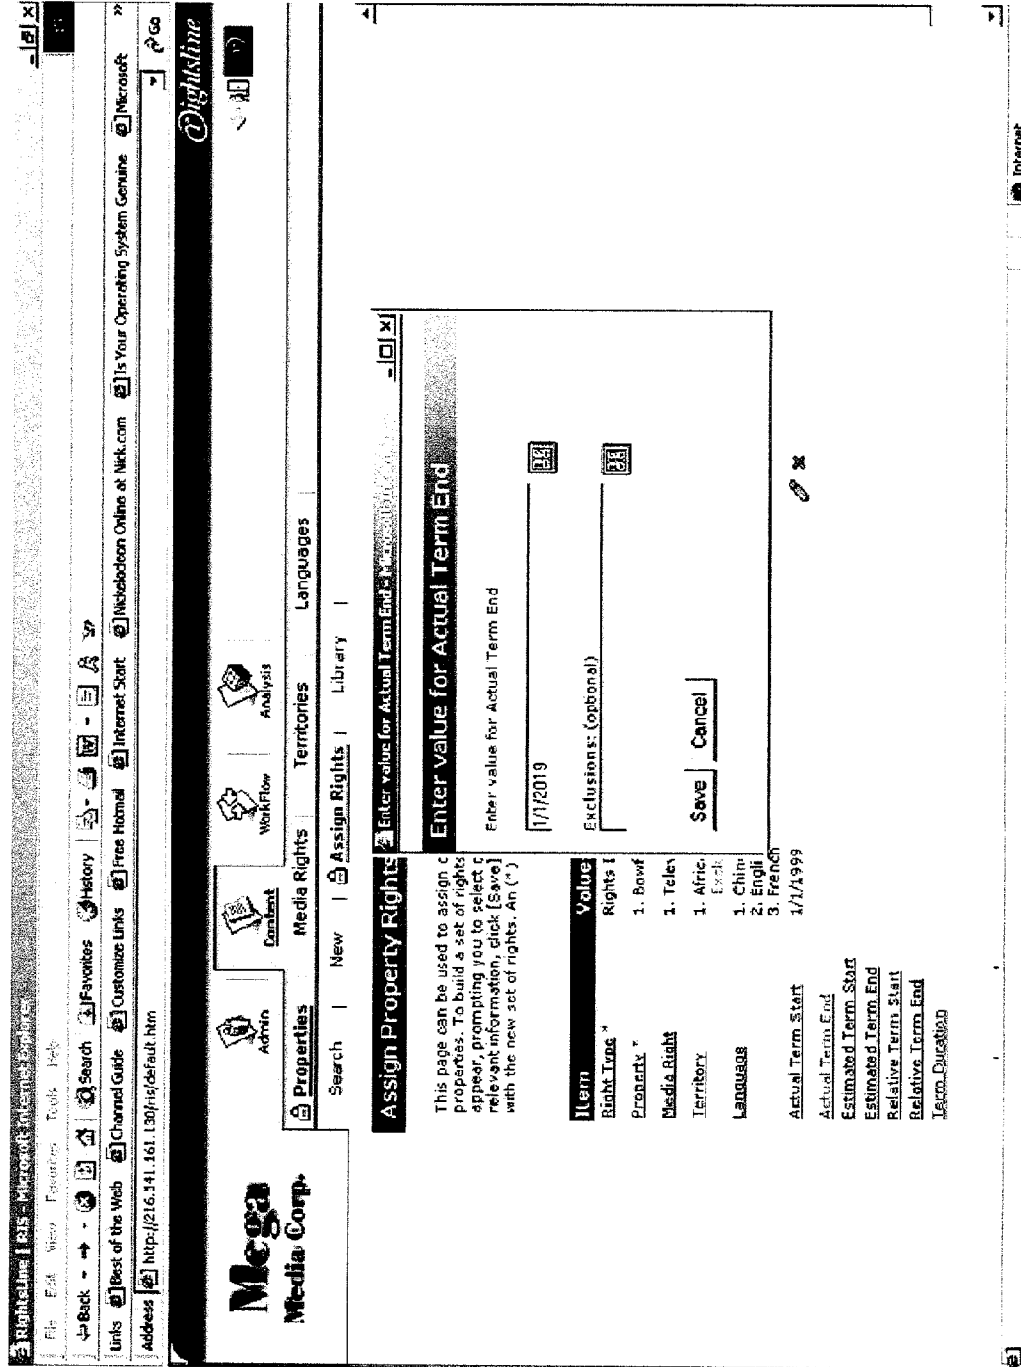 RightsLine | RIS - Microsoft Internet Explorer
File Edit View Favorites Tools Help
Back Search Favorites History
Links Best of the Web Channel Guide Customize Links Free Hotmail Internet Start Nickelodeon Online at Nick.com Is Your Operating System Genuine Microsoft »
Address http://216.141.161.130/ris/default.htm Go
Rightsline
Mega
Media Corp.
Admin Content WorkFlow Analysis
Properties Media Rights Territories Languages
Search | New | Assign Rights | Library |
Assign Property Rights
This page can be used to assign
properties. To build a set of rights
appear, prompting you to select
relevant information, click [Save]
with the new set of rights. An (*)
Item Value
Right Type * Rights
Property * 1. Bowf
Media Right 1. Telev
Territory 1. Afric
Language 1. Chin
2. Engli
3. French
Actual Term Start 1/1/1999
Actual Term End
Estimated Term Start
Estimated Term End
Relative Term Start
Relative Term End
Term Duration
Enter value for Actual Term End
Enter value for Actual Term End
Enter value for Actual Term End
1/1/2019
Exclusions: (optional)
Save Cancel
Internet